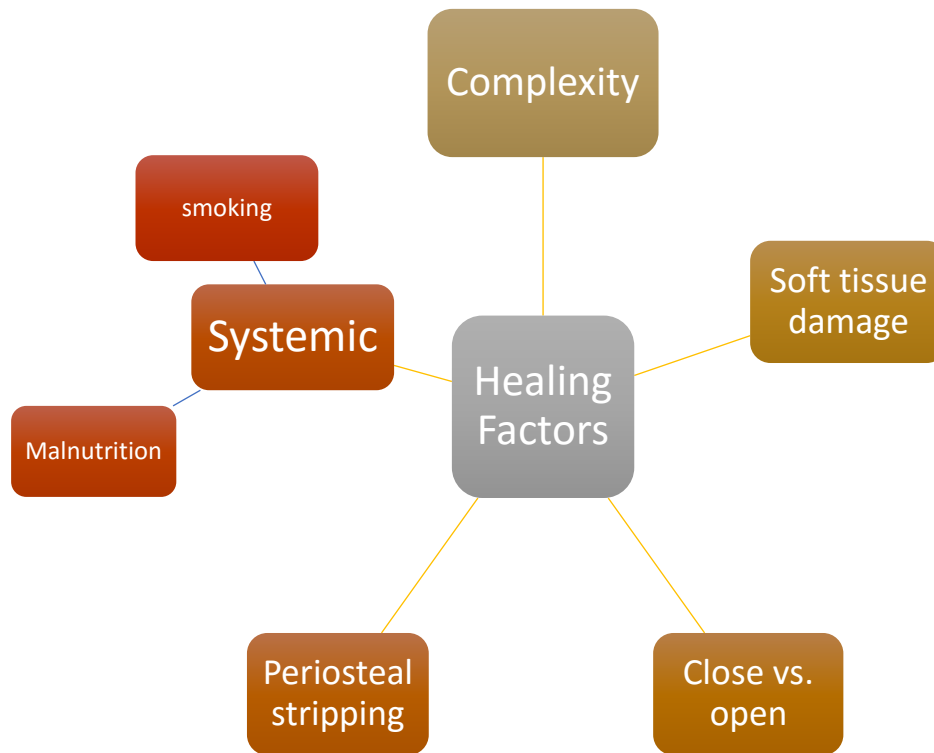 Complexity
smoking
Soft tissue
damage
Systemic
Healing
Factors
Malnutrition
Periosteal
stripping
Close vs.
open